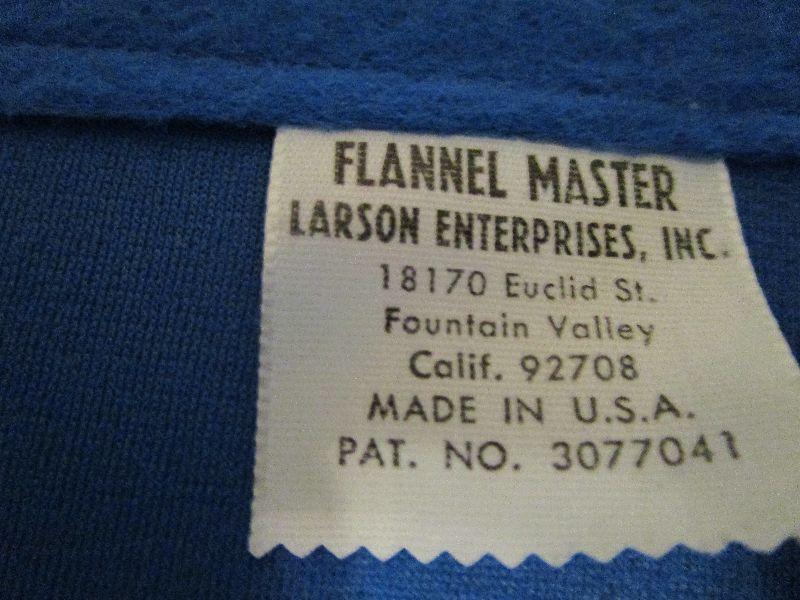 FLANNEL MASTER
LARSON ENTERPRISES, INC.
18170 Euclid St.
Fountain Valley
Calif. 92708
MADE IN U.S.A.
PAT. NO. 3077041